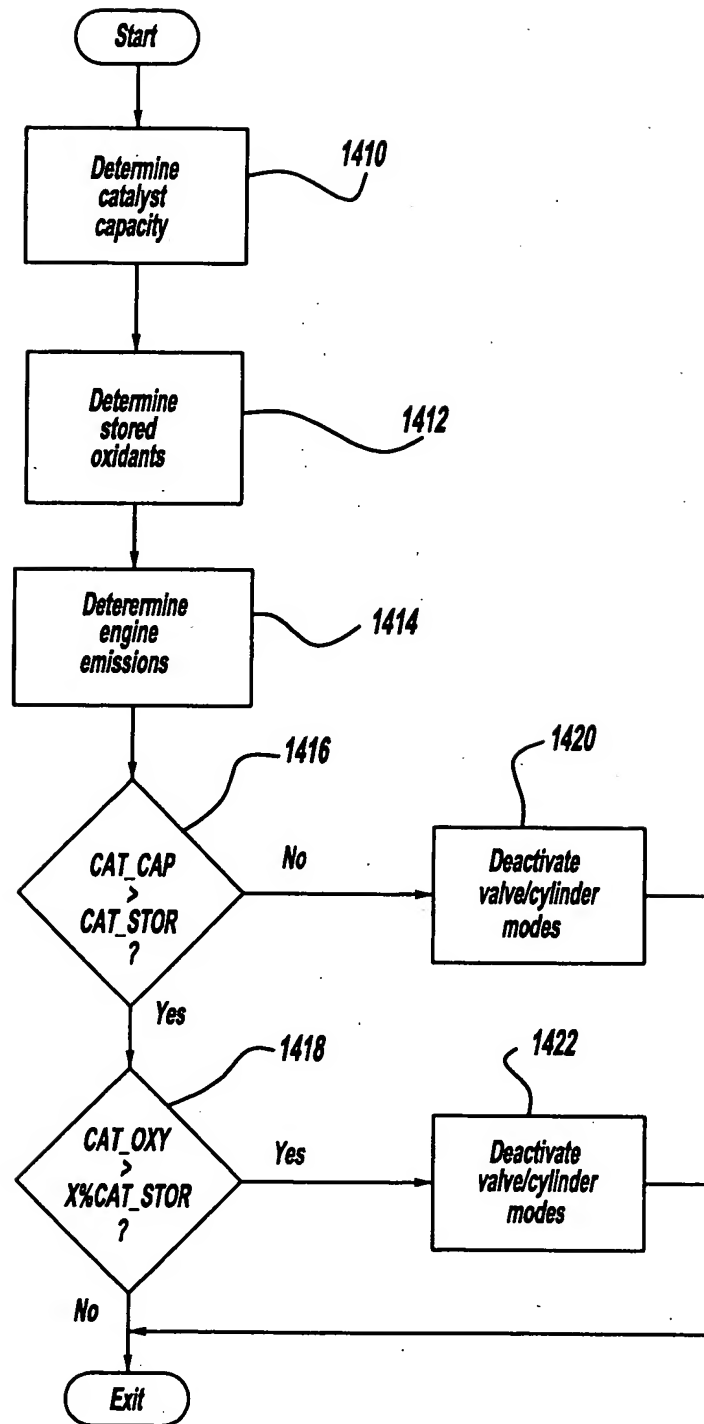 Start
Determine
catalyst
capacity
1410
Determine
stored
oxidants
1412
Deterermine
engine
emissions
1414
1416
CAT_CAP
>
CAT_STOR
?
No
1420
Deactivate
valve/cylinder
modes
Yes
1418
CAT_OXY
>
X%CAT_STOR
?
Yes
1422
Deactivate
valve/cylinder
modes
No
Exit